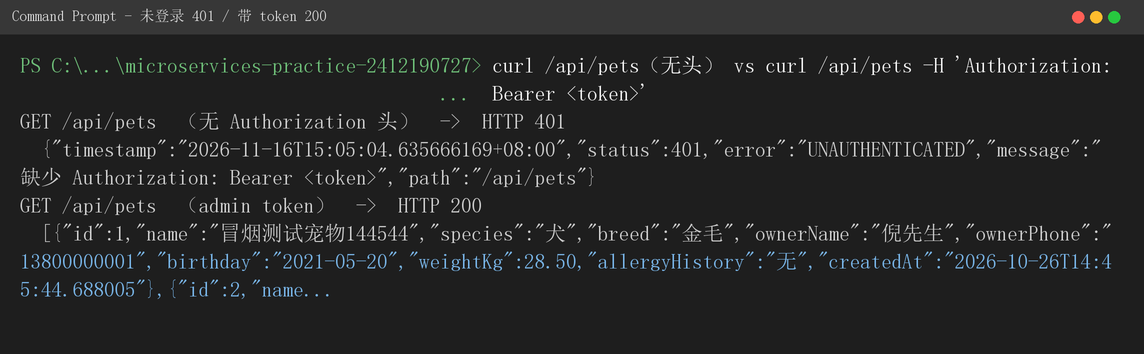 Command Prompt - 未登录 401 / 带 token 200
PS C:\...\microservices-practice-2412190727> curl /api/pets（无头） vs curl /api/pets -H 'Authorization:
... Bearer <token>'
GET /api/pets （无 Authorization 头） -> HTTP 401
{"timestamp":"2026-11-16T15:05:04.635666169+08:00","status":401,"error":"UNAUTHENTICATED","message":"
缺少 Authorization: Bearer <token>","path":"/api/pets"}
GET /api/pets （admin token） -> HTTP 200
[{"id":1,"name":"冒烟测试宠物144544","species":"犬","breed":"金毛","ownerName":"倪先生","ownerPhone":"
13800000001","birthday":"2021-05-20","weightKg":28.50,"allergyHistory":"无","createdAt":"2026-10-26T14:4
5:44.688005"},{"id":2,"name...